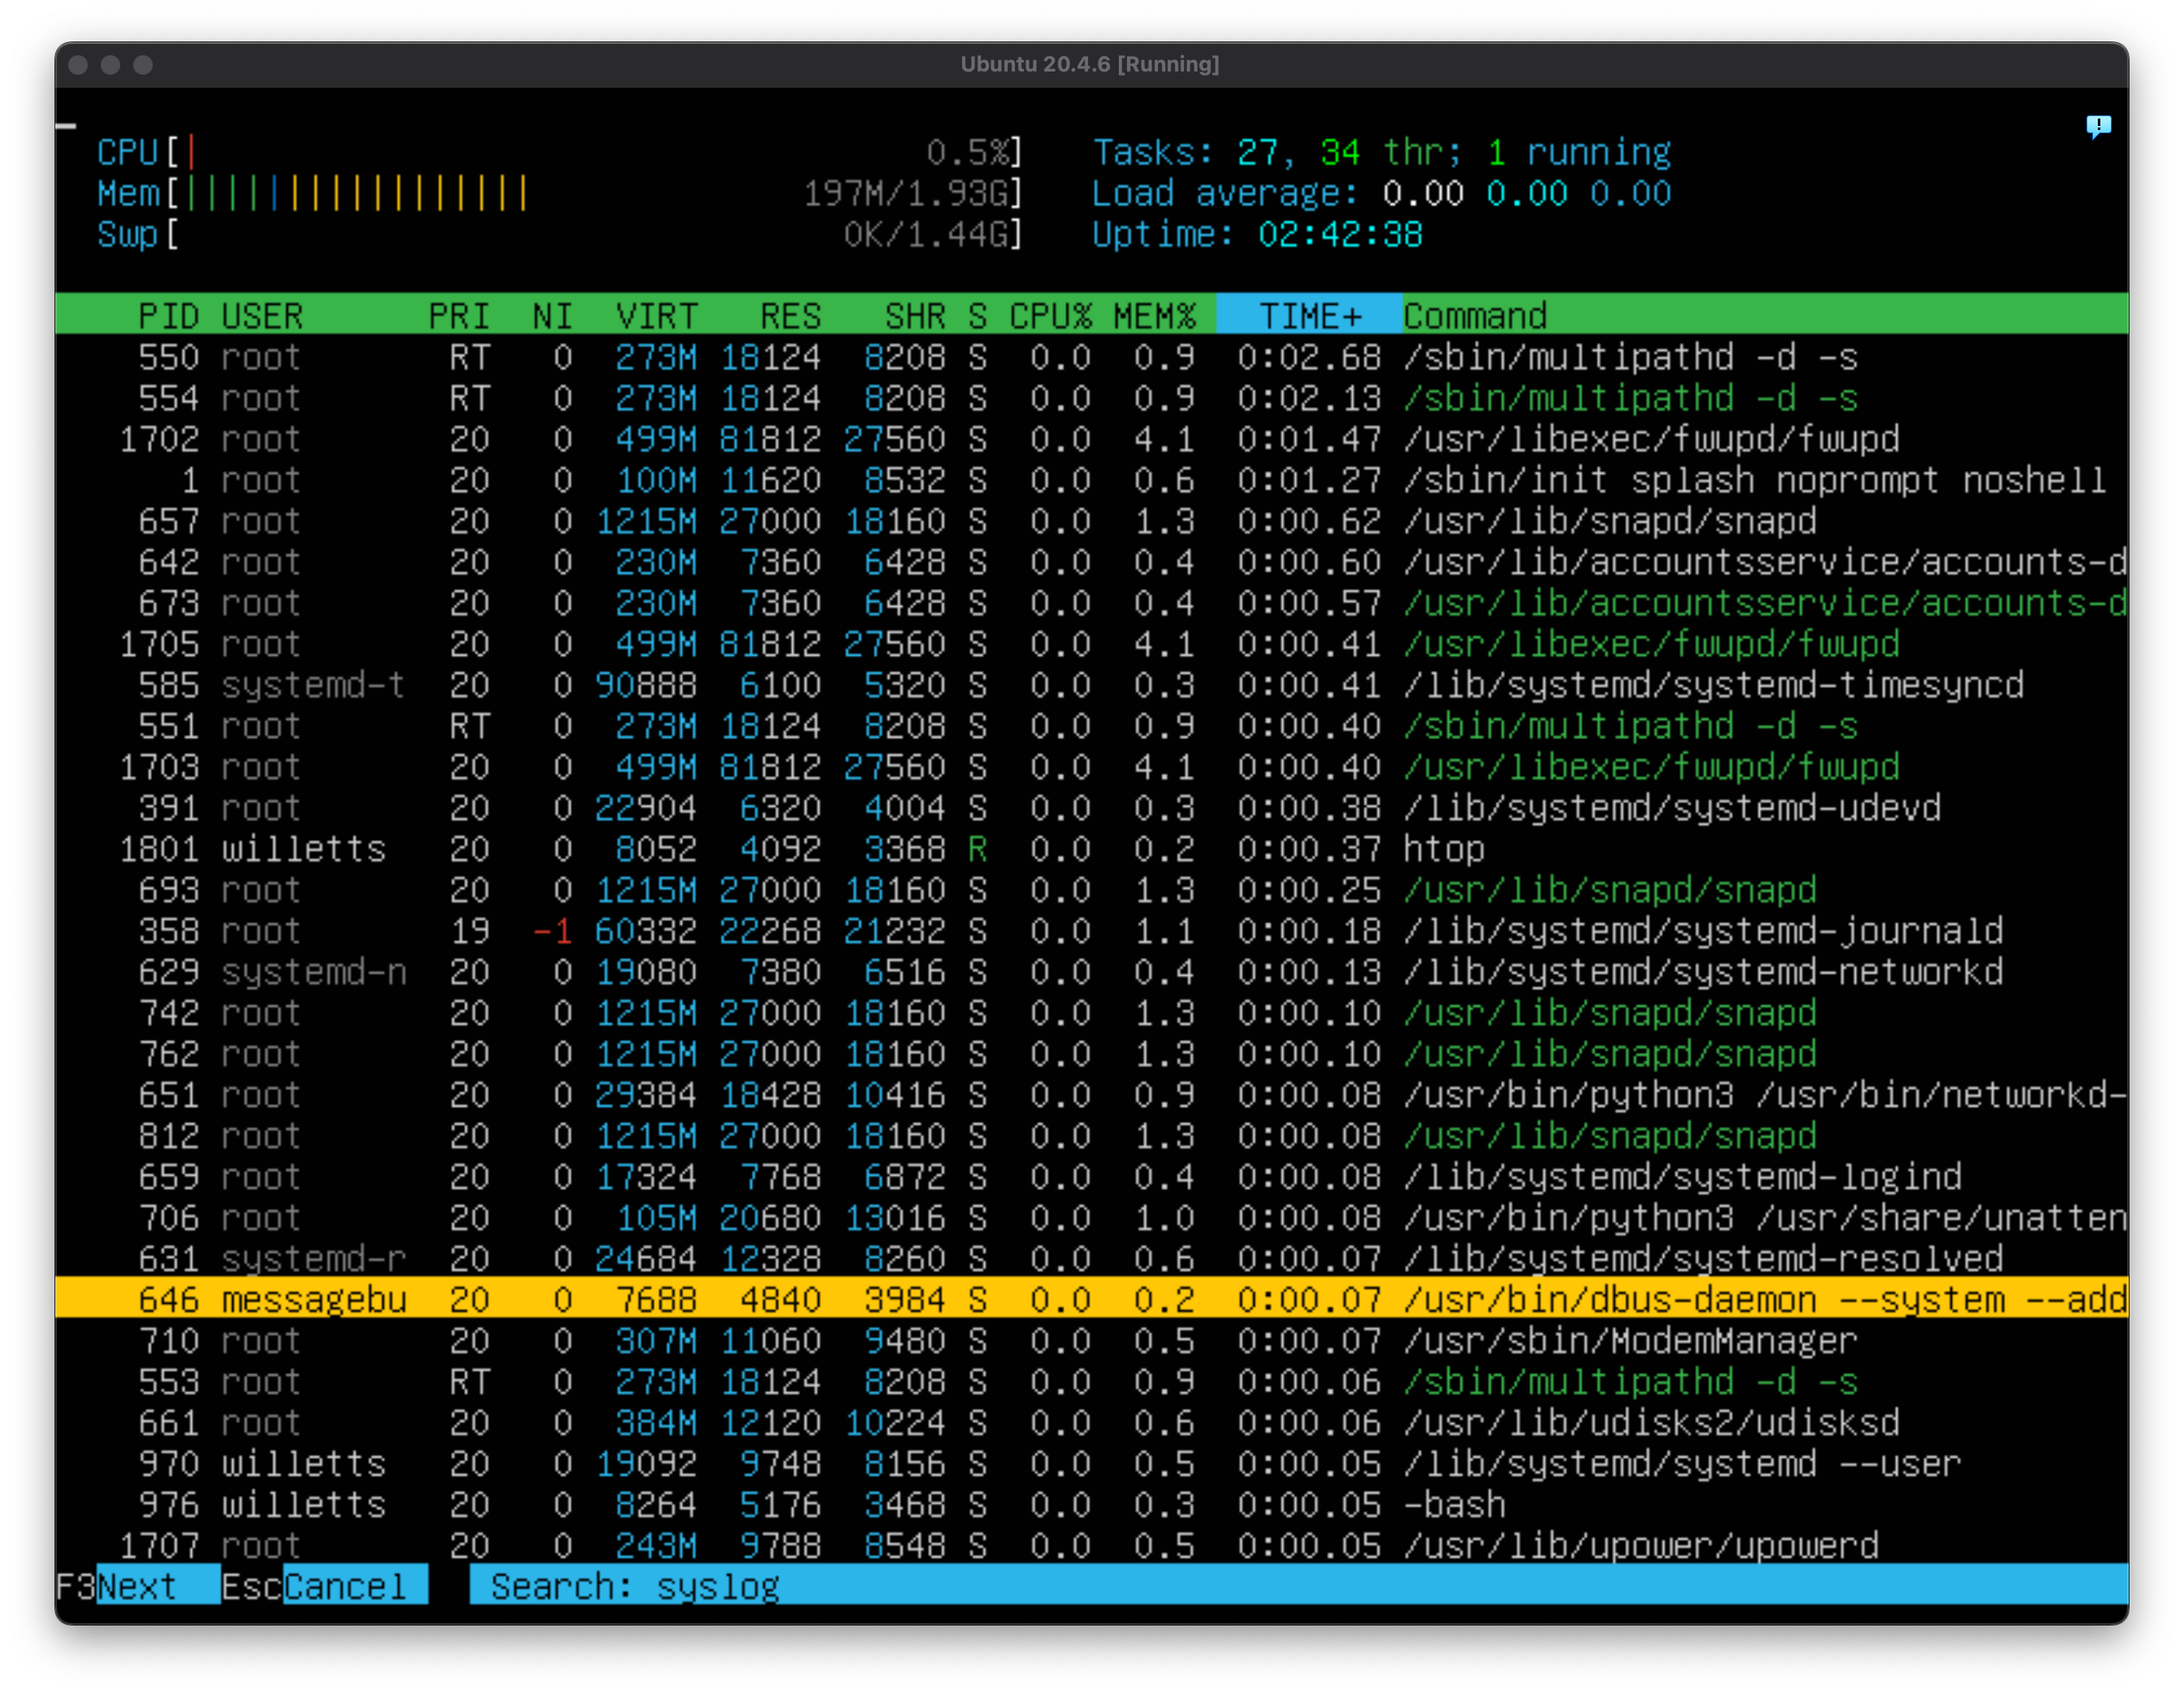 Ubuntu 20.4.6 [Running]
CPU[| 0.5%] Tasks: 27, 34 thr; 1 running
Mem[||||||||||||||||| 197M/1.93G] Load average: 0.00 0.00 0.00
Swp[ 0K/1.44G] Uptime: 02:42:38
PID USER PRI NI VIRT RES SHR S CPU% MEM% TIME+ Command
550 root RT 0 273M 18124 8208 S 0.0 0.9 0:02.68 /sbin/multipathd -d -s
554 root RT 0 273M 18124 8208 S 0.0 0.9 0:02.13 /sbin/multipathd -d -s
1702 root 20 0 499M 81812 27560 S 0.0 4.1 0:01.47 /usr/libexec/fwupd/fwupd
1 root 20 0 100M 11620 8532 S 0.0 0.6 0:01.27 /sbin/init splash noprompt noshell
657 root 20 0 1215M 27000 18160 S 0.0 1.3 0:00.62 /usr/lib/snapd/snapd
642 root 20 0 230M 7360 6428 S 0.0 0.4 0:00.60 /usr/lib/accountsservice/accounts-d
673 root 20 0 230M 7360 6428 S 0.0 0.4 0:00.57 /usr/lib/accountsservice/accounts-d
1705 root 20 0 499M 81812 27560 S 0.0 4.1 0:00.41 /usr/libexec/fwupd/fwupd
585 systemd-t 20 0 90888 6100 5320 S 0.0 0.3 0:00.41 /lib/systemd/systemd-timesyncd
551 root RT 0 273M 18124 8208 S 0.0 0.9 0:00.40 /sbin/multipathd -d -s
1703 root 20 0 499M 81812 27560 S 0.0 4.1 0:00.40 /usr/libexec/fwupd/fwupd
391 root 20 0 22904 6320 4004 S 0.0 0.3 0:00.38 /lib/systemd/systemd-udevd
1801 willetts 20 0 8052 4092 3368 R 0.0 0.2 0:00.37 htop
693 root 20 0 1215M 27000 18160 S 0.0 1.3 0:00.25 /usr/lib/snapd/snapd
358 root 19 -1 60332 22268 21232 S 0.0 1.1 0:00.18 /lib/systemd/systemd-journald
629 systemd-n 20 0 19080 7380 6516 S 0.0 0.4 0:00.13 /lib/systemd/systemd-networkd
742 root 20 0 1215M 27000 18160 S 0.0 1.3 0:00.10 /usr/lib/snapd/snapd
762 root 20 0 1215M 27000 18160 S 0.0 1.3 0:00.10 /usr/lib/snapd/snapd
651 root 20 0 29384 18428 10416 S 0.0 0.9 0:00.08 /usr/bin/python3 /usr/bin/networkd-
812 root 20 0 1215M 27000 18160 S 0.0 1.3 0:00.08 /usr/lib/snapd/snapd
659 root 20 0 17324 7768 6872 S 0.0 0.4 0:00.08 /lib/systemd/systemd-logind
706 root 20 0 105M 20680 13016 S 0.0 1.0 0:00.08 /usr/bin/python3 /usr/share/unatten
631 systemd-r 20 0 24684 12328 8260 S 0.0 0.6 0:00.07 /lib/systemd/systemd-resolved
646 messagebu 20 0 7688 4840 3984 S 0.0 0.2 0:00.07 /usr/bin/dbus-daemon --system --add
710 root 20 0 307M 11060 9480 S 0.0 0.5 0:00.07 /usr/sbin/ModemManager
553 root RT 0 273M 18124 8208 S 0.0 0.9 0:00.06 /sbin/multipathd -d -s
661 root 20 0 384M 12120 10224 S 0.0 0.6 0:00.06 /usr/lib/udisks2/udisksd
970 willetts 20 0 19092 9748 8156 S 0.0 0.5 0:00.05 /lib/systemd/systemd --user
976 willetts 20 0 8264 5176 3468 S 0.0 0.3 0:00.05 -bash
1707 root 20 0 243M 9788 8548 S 0.0 0.5 0:00.05 /usr/lib/upower/upowerd
F3Next EscCancel Search: syslog